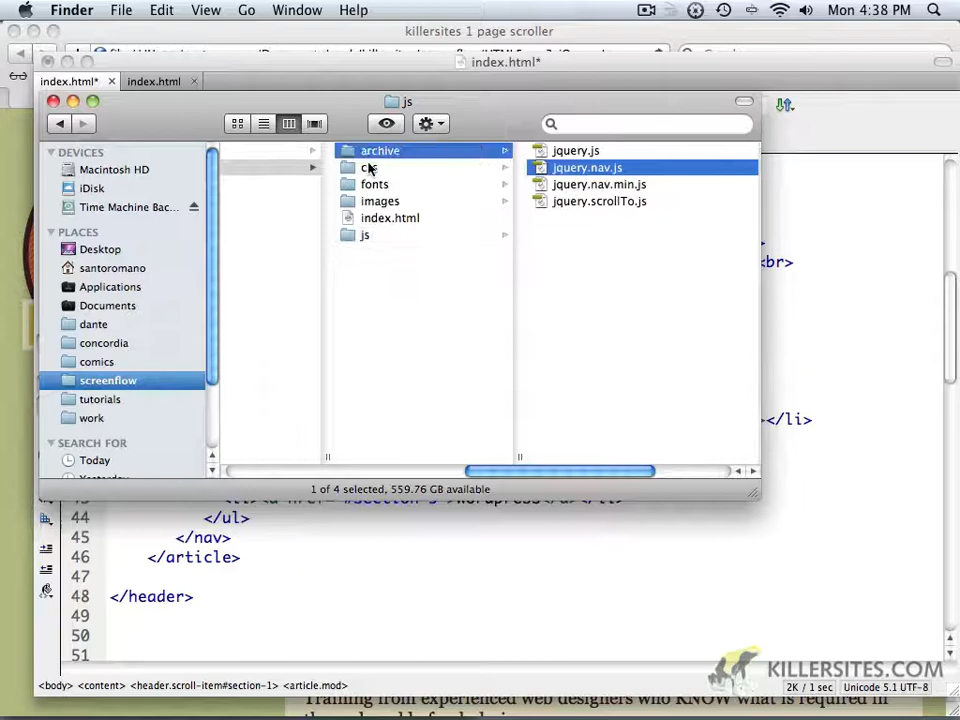 Finder File Edit View Go Window Help Mon 4:38 PM
killersites 1 page scroller
index.html*
index.html* × index.html ×
js
DEVICES
Macintosh HD
iDisk
Time Machine Bac...
PLACES
Desktop
santoromano
Applications
Documents
dante
concordia
comics
screenflow
tutorials
work
SEARCH FOR
Today
archive
fonts
images
index.html
js
jquery.js
jquery.nav.js
jquery.nav.min.js
jquery.scrollTo.js
1 of 4 selected, 559.76 GB available
<br>
></li>
44 </ul>
45 </nav>
46 </article>
47
48 </header>
49
50
51
<body> <content> <header.scroll-item#section-1> <article.mod>
2K / 1 sec Unicode 5.1 UTF-8
KILLERSITES.COM
Training from experienced web designers who KNOW what is required in